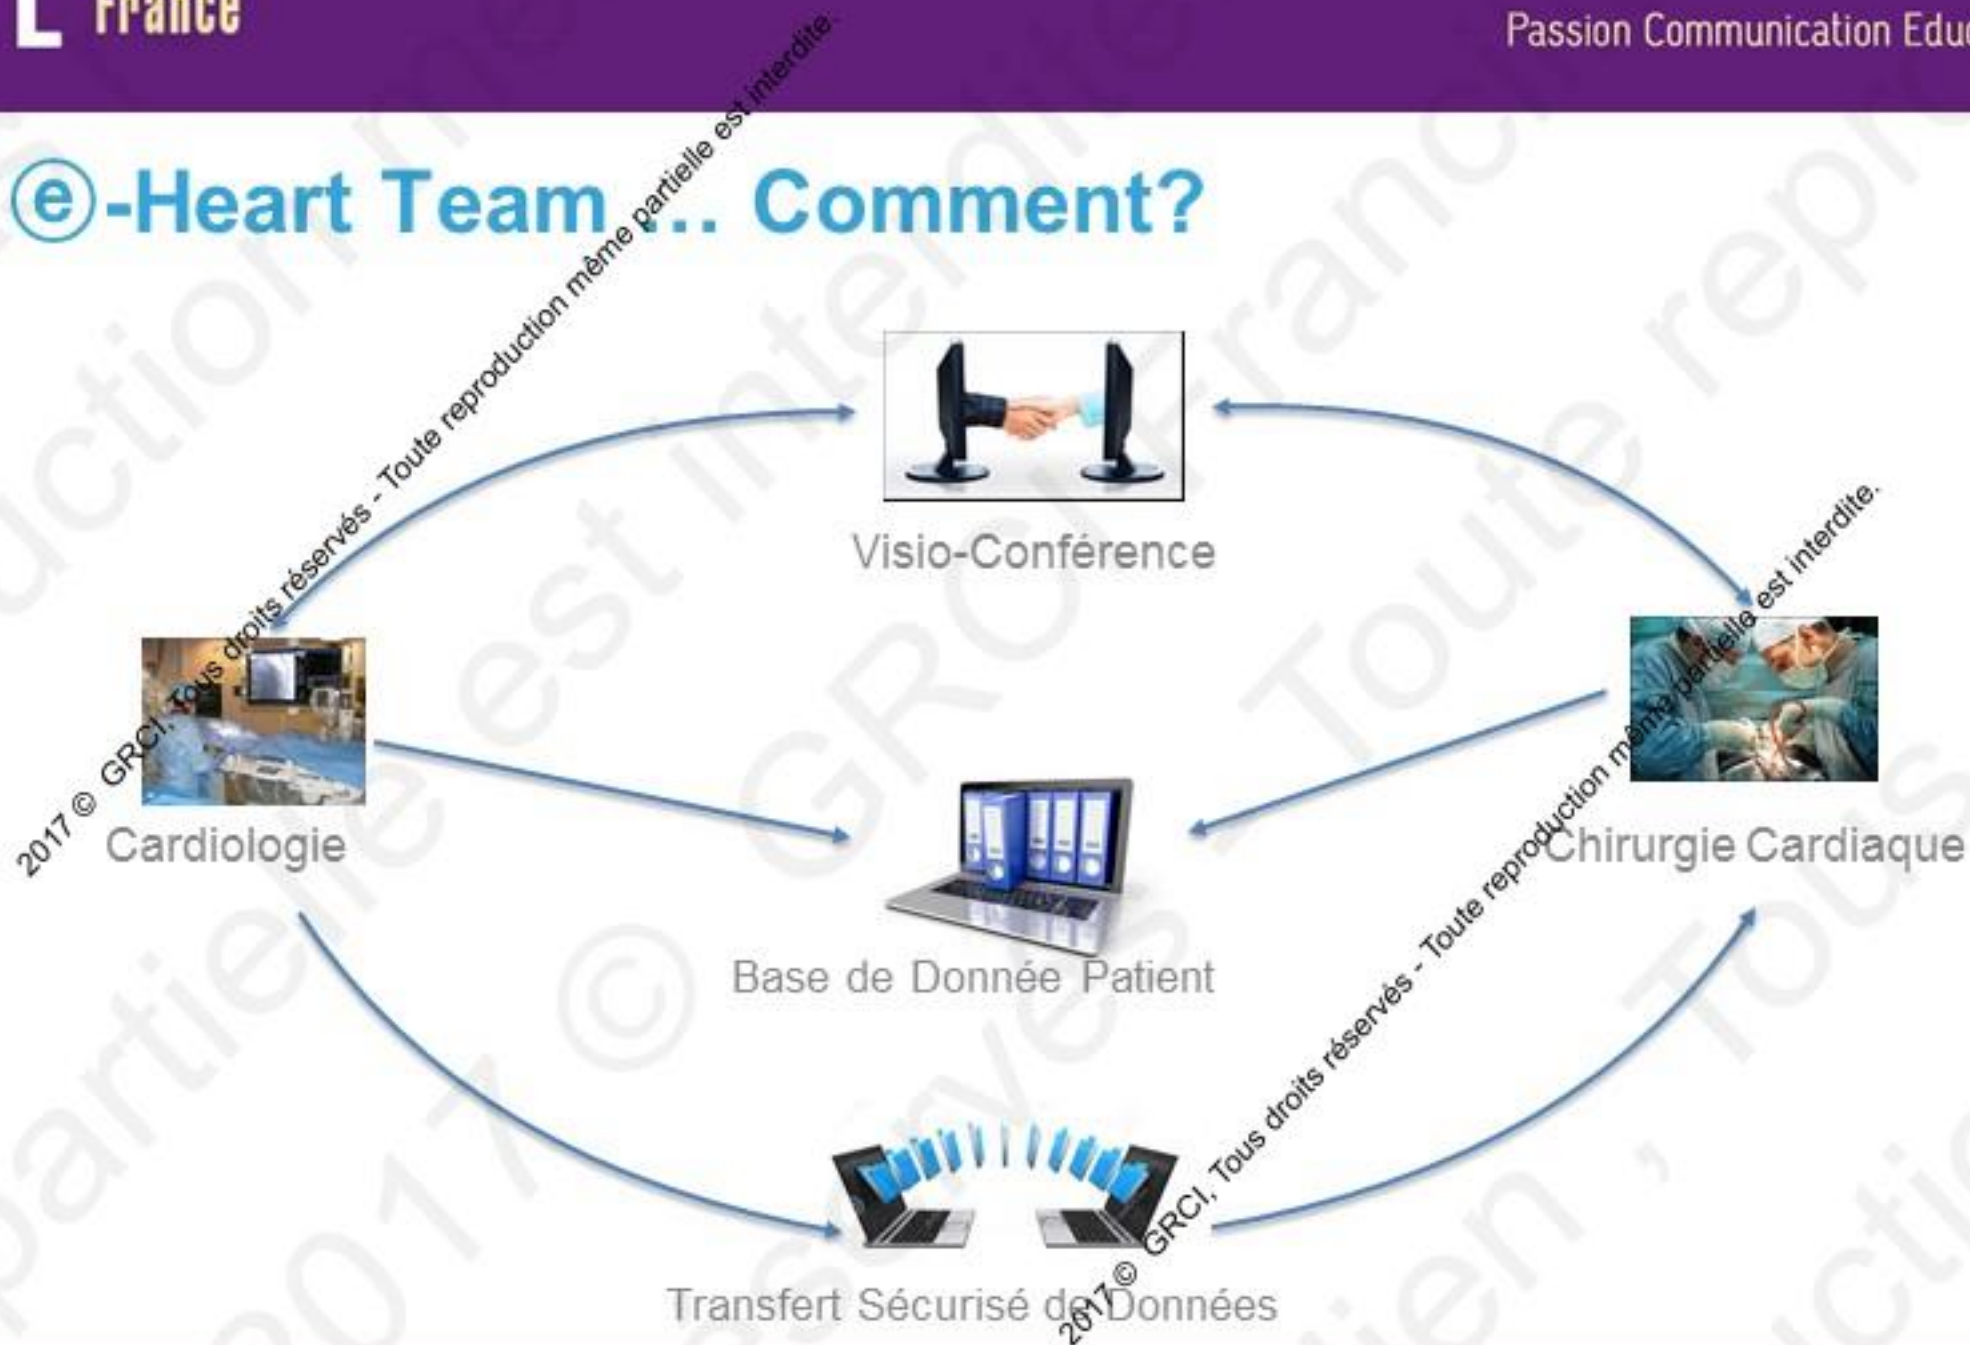 France
Passion Communication Educ
ⓔ-Heart Team ... Comment?
Visio-Conférence
Cardiologie
Chirurgie Cardiaque
Base de Donnée Patient
Transfert Sécurisé de Données
2017 © GRCI, Tous droits réservés - Toute reproduction même partielle est interdite.
2017 © GRCI, Tous droits réservés - Toute reproduction même partielle est interdite.